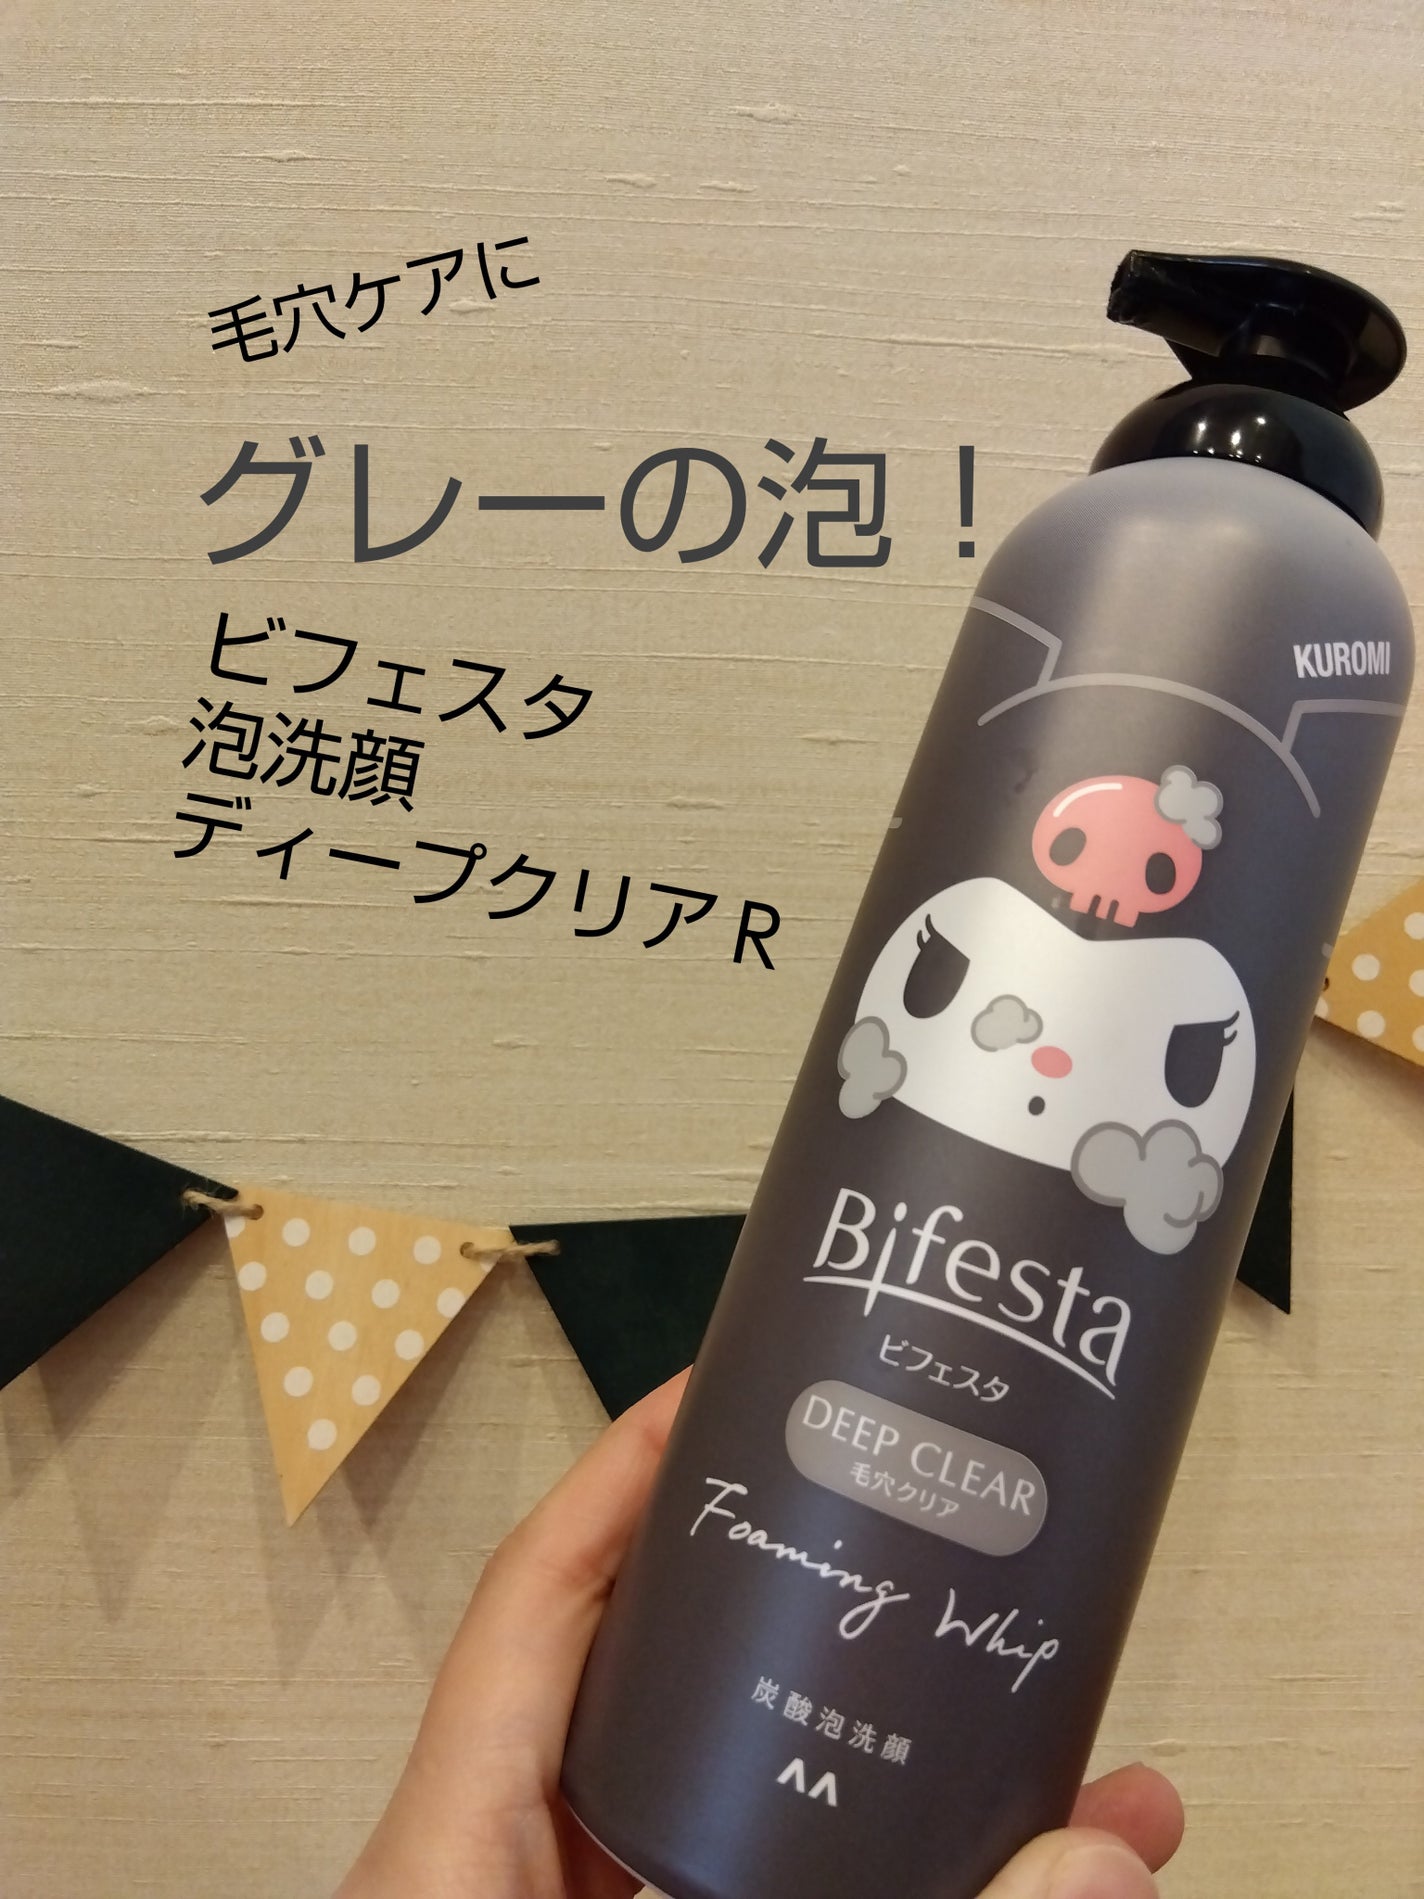 毛穴ケアに
グレーの泡！
ビフェスタ
泡洗顔
ディープクリアR
KUROMI
Bifesta
ビフェスタ
DEEP CLEAR
毛穴クリア
Foaming Whip
炭酸泡洗顔